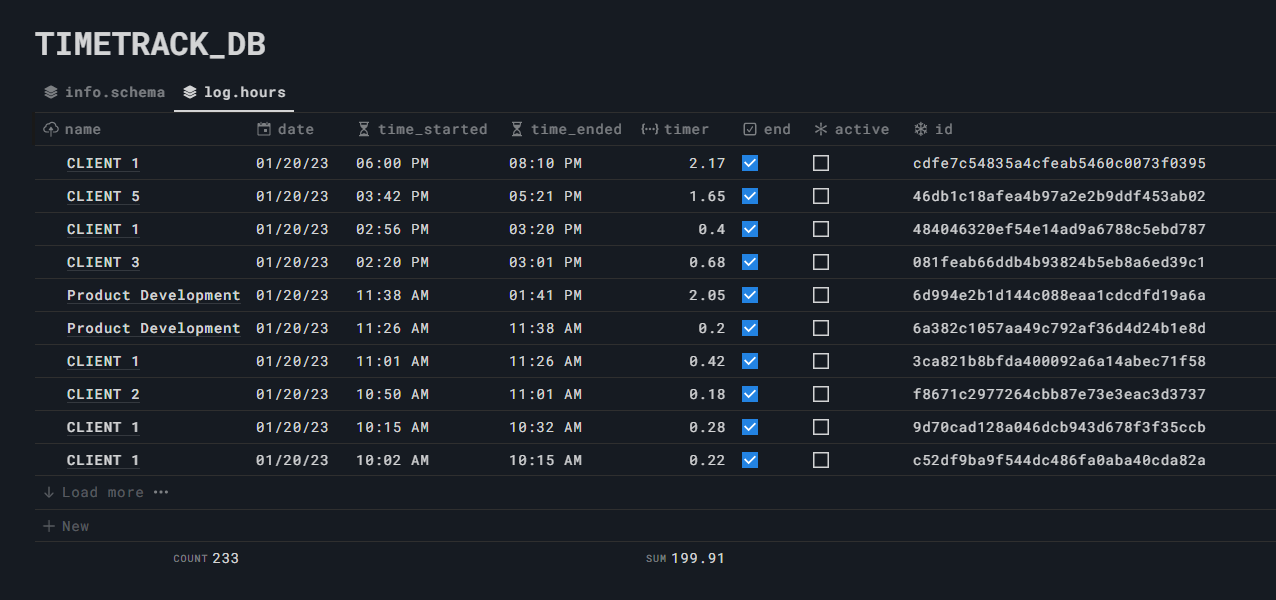 TIMETRACK_DB
info.schema log.hours
name date time_started time_ended timer end active id
CLIENT 1 01/20/23 06:00 PM 08:10 PM 2.17 cdfe7c54835a4cfeab5460c0073f0395
CLIENT 5 01/20/23 03:42 PM 05:21 PM 1.65 46db1c18afea4b97a2e2b9ddf453ab02
CLIENT 1 01/20/23 02:56 PM 03:20 PM 0.4 484046320ef54e14ad9a6788c5ebd787
CLIENT 3 01/20/23 02:20 PM 03:01 PM 0.68 081feab66ddb4b93824b5eb8a6ed39c1
Product Development 01/20/23 11:38 AM 01:41 PM 2.05 6d994e2b1d144c088eaa1cdcdfd19a6a
Product Development 01/20/23 11:26 AM 11:38 AM 0.2 6a382c1057aa49c792af36d4d24b1e8d
CLIENT 1 01/20/23 11:01 AM 11:26 AM 0.42 3ca821b8bfda400092a6a14abec71f58
CLIENT 2 01/20/23 10:50 AM 11:01 AM 0.18 f8671c2977264cbb87e73e3eac3d3737
CLIENT 1 01/20/23 10:15 AM 10:32 AM 0.28 9d70cad128a046dcb943d678f3f35ccb
CLIENT 1 01/20/23 10:02 AM 10:15 AM 0.22 c52df9ba9f544dc486fa0aba40cda82a
Load more ...
+ New
COUNT 233 SUM 199.91